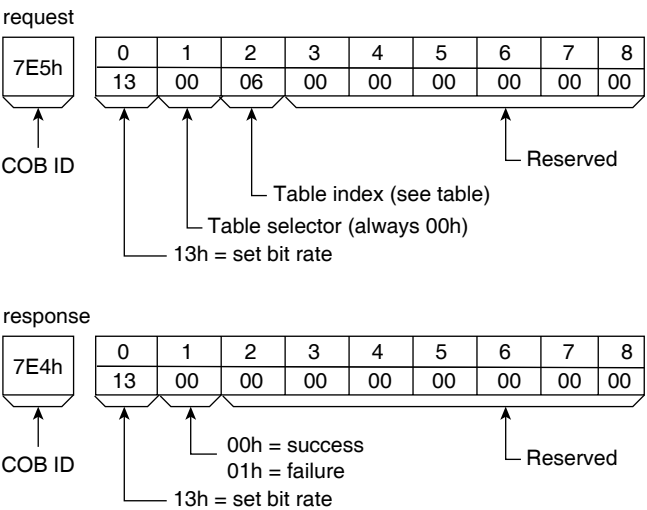 request
7E5h
0 1 2 3 4 5 6 7 8
13 00 06 00 00 00 00 00 00
COB ID
Reserved
Table index (see table)
Table selector (always 00h)
13h = set bit rate
response
7E4h
0 1 2 3 4 5 6 7 8
13 00 00 00 00 00 00 00 00
COB ID
00h = success
01h = failure
Reserved
13h = set bit rate